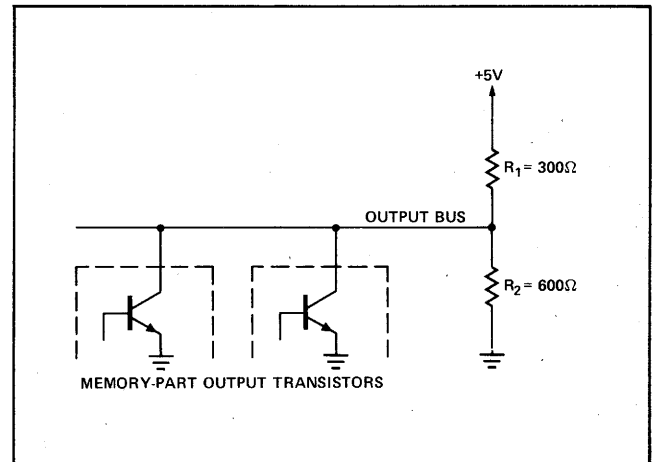 +5V
R₁ = 300Ω
OUTPUT BUS
R₂ = 600Ω
MEMORY-PART OUTPUT TRANSISTORS